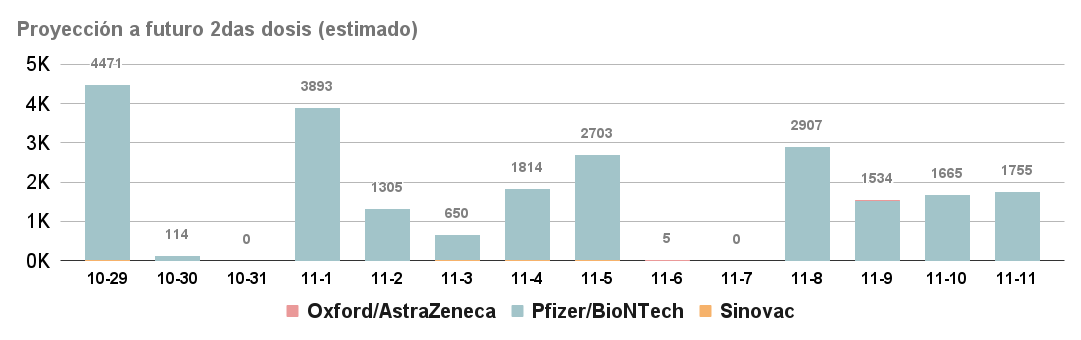 Proyección a futuro 2das dosis (estimado)
5K
4K
3K
2K
1K
0K
4471
114
0
3893
1305
650
1814
2703
5
0
2907
1534
1665
1755
10-29 10-30 10-31 11-1 11-2 11-3 11-4 11-5 11-6 11-7 11-8 11-9 11-10 11-11
Oxford/AstraZeneca Pfizer/BioNTech Sinovac